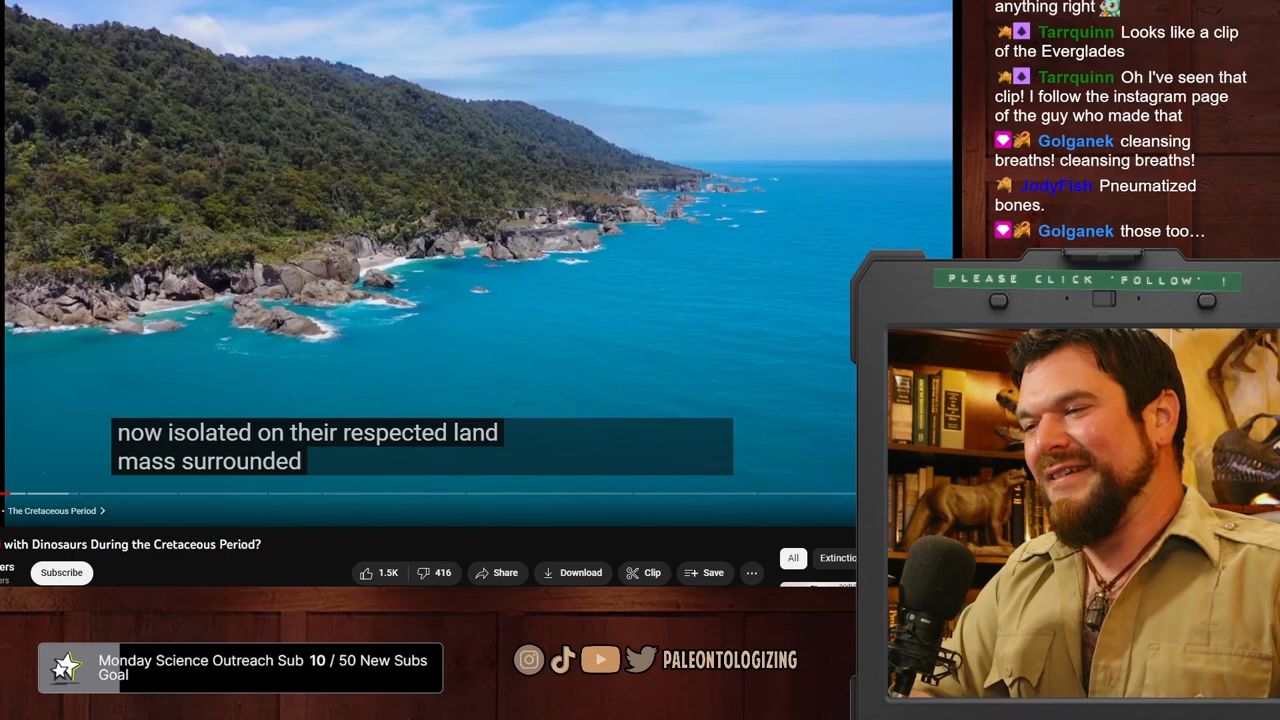 anything right
Tarrquinn Looks like a clip
of the Everglades
Tarrquinn Oh I've seen that
clip! I follow the instagram page
of the guy who made that
Golganek cleansing
breaths! cleansing breaths!
JodyFish Pneumatized
bones.
Golganek those too…
PLEASE CLICK "FOLLOW" !
now isolated on their respected land
mass surrounded
The Cretaceous Period
with Dinosaurs During the Cretaceous Period?
ers
ers
Subscribe
1.5K
416
Share
Download
Clip
Save
All
Extinctio
Monday Science Outreach Sub 10 / 50 New Subs
Goal
PALEONTOLOGIZING